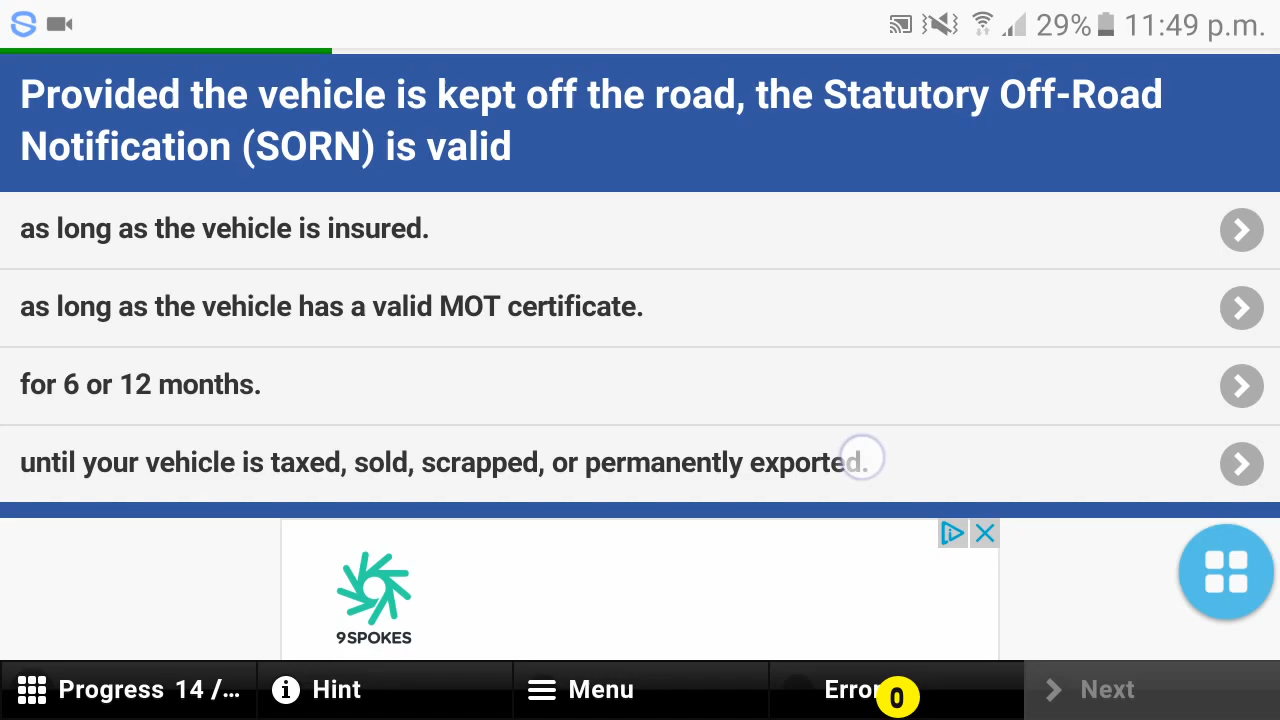 29% 11:49 p.m.
Provided the vehicle is kept off the road, the Statutory Off-Road
Notification (SORN) is valid
as long as the vehicle is insured.
as long as the vehicle has a valid MOT certificate.
for 6 or 12 months.
until your vehicle is taxed, sold, scrapped, or permanently exported.
9SPOKES
Progress 14 /... Hint Menu Error 0 Next